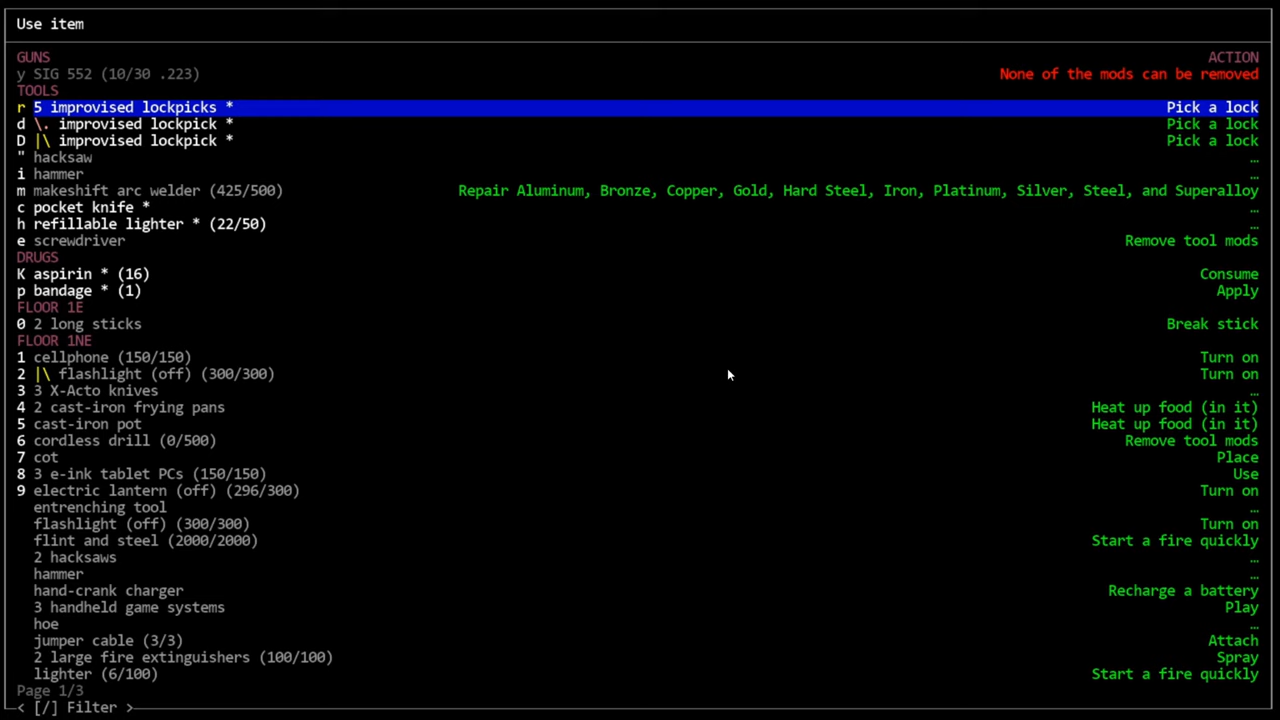 Use item
GUNS ACTION
y SIG 552 (10/30 .223) None of the mods can be removed
TOOLS
r 5 improvised lockpicks * Pick a lock
d \. improvised lockpick * Pick a lock
D |\ improvised lockpick * Pick a lock
" hacksaw …
i hammer …
m makeshift arc welder (425/500) Repair Aluminum, Bronze, Copper, Gold, Hard Steel, Iron, Platinum, Silver, Steel, and Superalloy
c pocket knife * …
h refillable lighter * (22/50) …
e screwdriver Remove tool mods
DRUGS
K aspirin * (16) Consume
p bandage * (1) Apply
FLOOR 1E
0 2 long sticks Break stick
FLOOR 1NE
1 cellphone (150/150) Turn on
2 |\ flashlight (off) (300/300) Turn on
3 3 X-Acto knives …
4 2 cast-iron frying pans Heat up food (in it)
5 cast-iron pot Heat up food (in it)
6 cordless drill (0/500) Remove tool mods
7 cot Place
8 3 e-ink tablet PCs (150/150) Use
9 electric lantern (off) (296/300) Turn on
entrenching tool …
flashlight (off) (300/300) Turn on
flint and steel (2000/2000) Start a fire quickly
2 hacksaws …
hammer …
hand-crank charger Recharge a battery
3 handheld game systems Play
hoe …
jumper cable (3/3) Attach
2 large fire extinguishers (100/100) Spray
lighter (6/100) Start a fire quickly
Page 1/3
< [/] Filter >